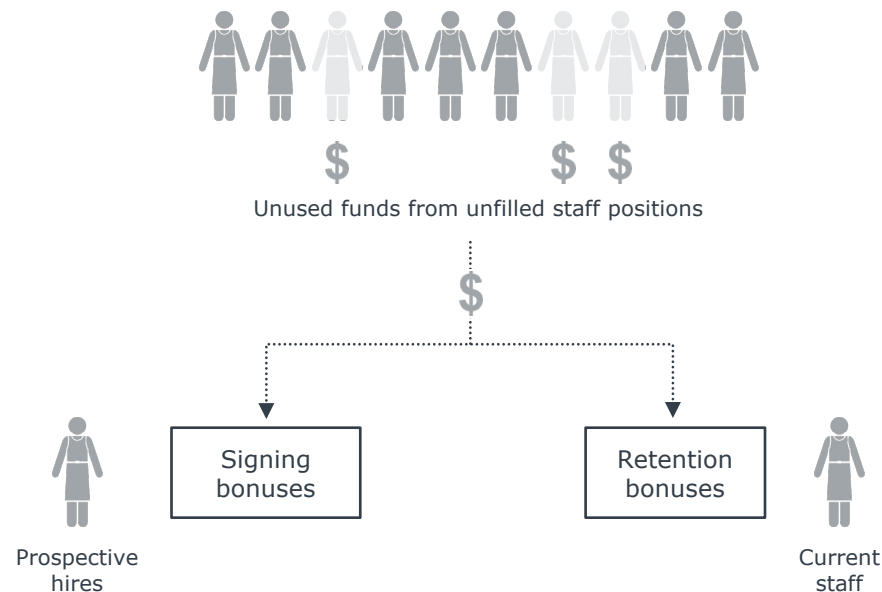 $ $ $
Unused funds from unfilled staff positions
$
Signing
bonuses
Retention
bonuses
Prospective
hires
Current
staff